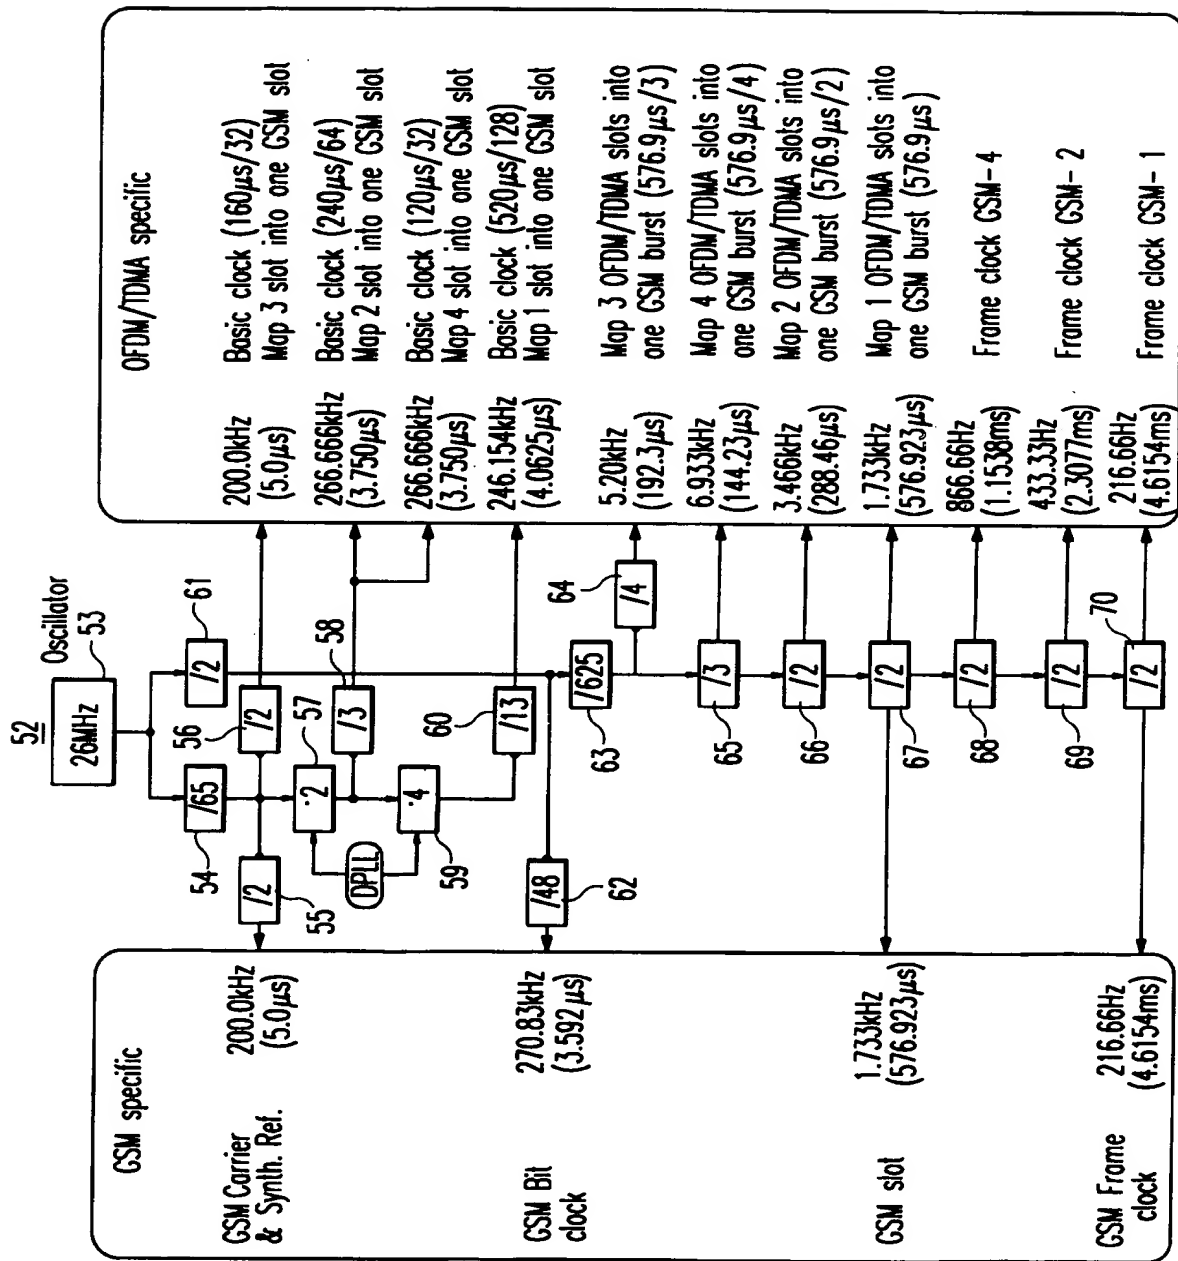 52
Oscillator
53
26MHz
GSM specific
GSM Carrier
& Synth. Ref.
200.0kHz
(5.0µs)
GSM Bit
clock
270.83kHz
(3.592µs)
GSM slot
1.733kHz
(576.923µs)
GSM Frame
clock
216.66Hz
(4.6154ms)
/65
54
/2
61
/2
55
/2
56
·2
57
/3
58
DPLL
·4
59
/13
60
/48
62
/625
63
/4
64
/3
65
/2
66
/2
67
/2
68
/2
69
/2
70
OFDM/TDMA specific
200.0kHz
(5.0µs)
Basic clock (160µs/32)
Map 3 slot into one GSM slot
266.666kHz
(3.750µs)
Basic clock (240µs/64)
Map 2 slot into one GSM slot
266.666kHz
(3.750µs)
Basic clock (120µs/32)
Map 4 slot into one GSM slot
246.154kHz
(4.0625µs)
Basic clock (520µs/128)
Map 1 slot into one GSM slot
5.20kHz
(192.3µs)
Map 3 OFDM/TDMA slots into
one GSM burst (576.9µs/3)
6.933kHz
(144.23µs)
Map 4 OFDM/TDMA slots into
one GSM burst (576.9µs/4)
3.466kHz
(288.46µs)
Map 2 OFDM/TDMA slots into
one GSM burst (576.9µs/2)
1.733kHz
(576.923µs)
Map 1 OFDM/TDMA slots into
one GSM burst (576.9µs)
866.66Hz
(1.1538ms)
Frame clock GSM-4
433.33Hz
(2.3077ms)
Frame clock GSM-2
216.66Hz
(4.6154ms)
Frame clock GSM-1